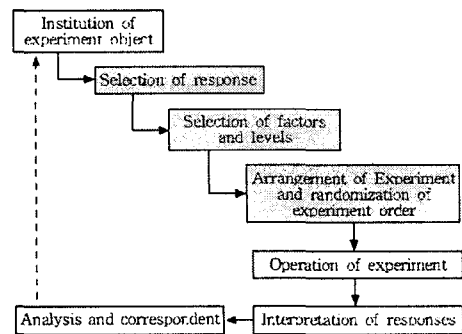 Institution of
experiment object
Selection of response
Selection of factors
and levels
Arrangement of Experiment
and randomization of
experiment order
Operation of experiment
Interpretation of responses
Analysis and correspondent